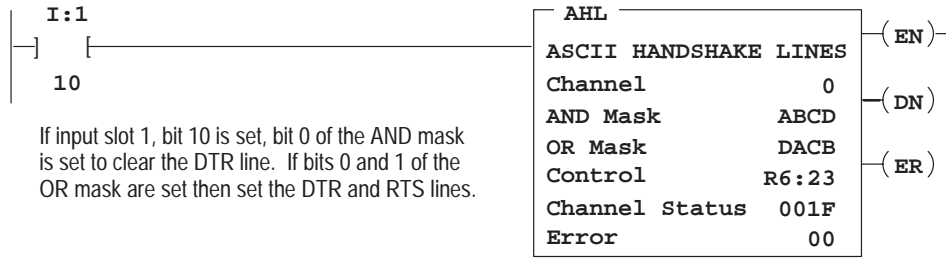 I:1
] [
10
If input slot 1, bit 10 is set, bit 0 of the AND mask
is set to clear the DTR line. If bits 0 and 1 of the
OR mask are set then set the DTR and RTS lines.
AHL
ASCII HANDSHAKE LINES
Channel 0
AND Mask ABCD
OR Mask DACB
Control R6:23
Channel Status 001F
Error 00
(EN)
(DN)
(ER)